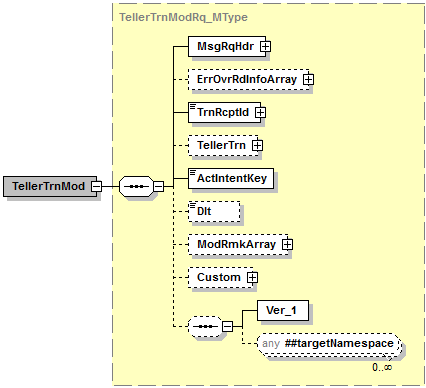 TellerTrnModRq_MType
MsgRqHdr
ErrOvrRdInfoArray
TrnRcptId
TellerTrn
TellerTrnMod
ActIntentKey
Dlt
ModRmkArray
Custom
Ver_1
any ##targetNamespace
0..∞